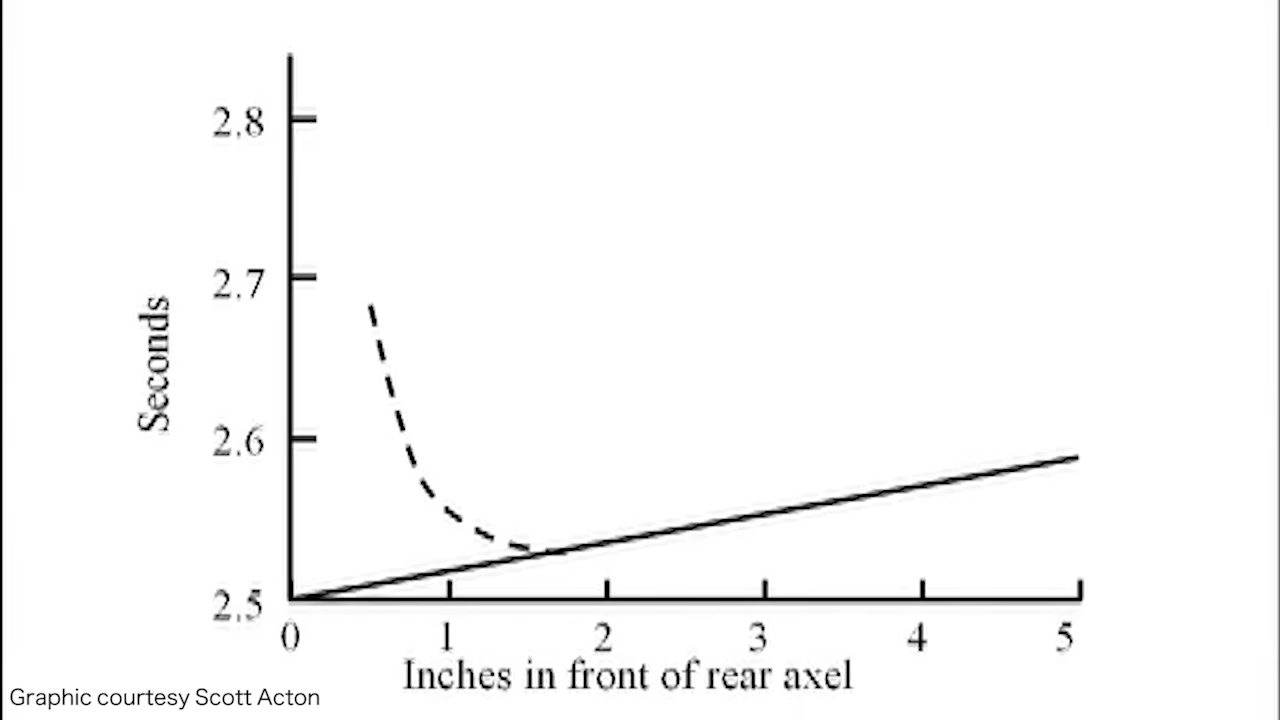 2.8
2.7
Seconds
2.6
2.5
0 1 2 3 4 5
Inches in front of rear axel
Graphic courtesy Scott Acton